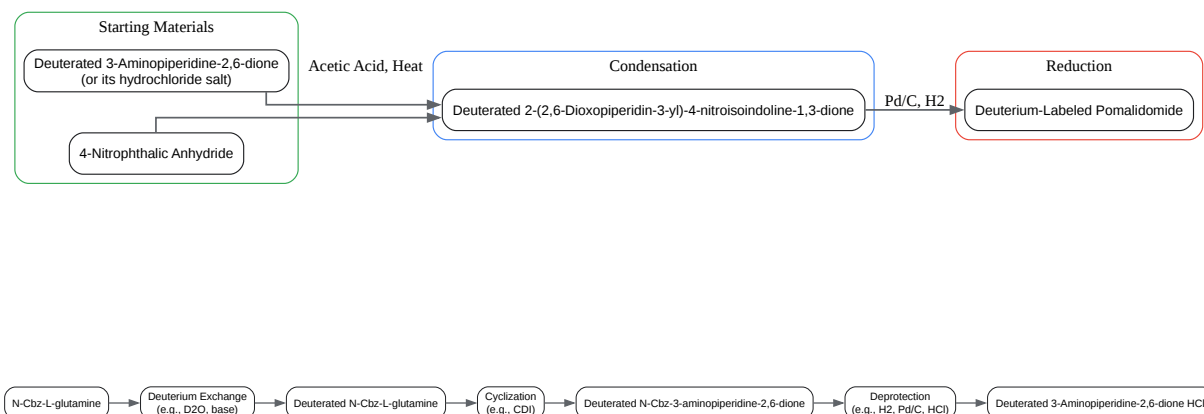 Starting Materials
Deuterated 3-Aminopiperidine-2,6-dione
(or its hydrochloride salt)
4-Nitrophthalic Anhydride
Acetic Acid, Heat
Condensation
Deuterated 2-(2,6-Dioxopiperidin-3-yl)-4-nitroisoindoline-1,3-dione
Pd/C, H2
Reduction
Deuterium-Labeled Pomalidomide
N-Cbz-L-glutamine
Deuterium Exchange
(e.g., D2O, base)
Deuterated N-Cbz-L-glutamine
Cyclization
(e.g., CDI)
Deuterated N-Cbz-3-aminopiperidine-2,6-dione
Deprotection
(e.g., H2, Pd/C, HCl)
Deuterated 3-Aminopiperidine-2,6-dione